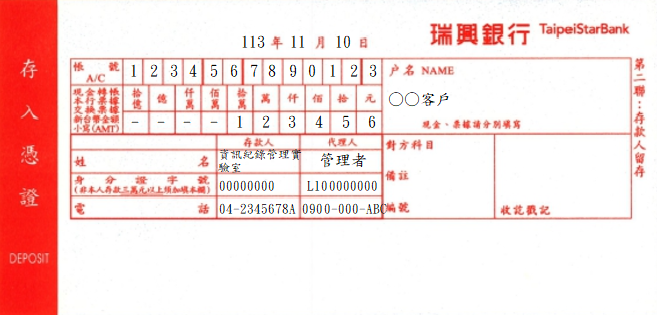 113 年 11 月 10 日
瑞興銀行 TaipeiStarBank
存入憑證
DEPOSIT
帳號 A/C 1 2 3 4 5 6 7 8 9 0 1 2 3
户名 NAME
〇〇客戶
現金、票據請分別填寫
現金轉帳
本行票據
交換票據
新台幣金額
小寫(AMT)
拾億 億 仟萬 佰萬 拾萬 萬 仟 佰 拾 元
－ － － － 1 2 3 4 5 6
存款人 代理人
姓名 資訊紀錄管理實驗室 管理者
身分證字號 00000000 L100000000
(非本人存款三萬元以上須加填本欄)
電話 04-2345678A 0900-000-ABC
對方科目
備註
編號
收訖戳記
第二聯：存款人留存